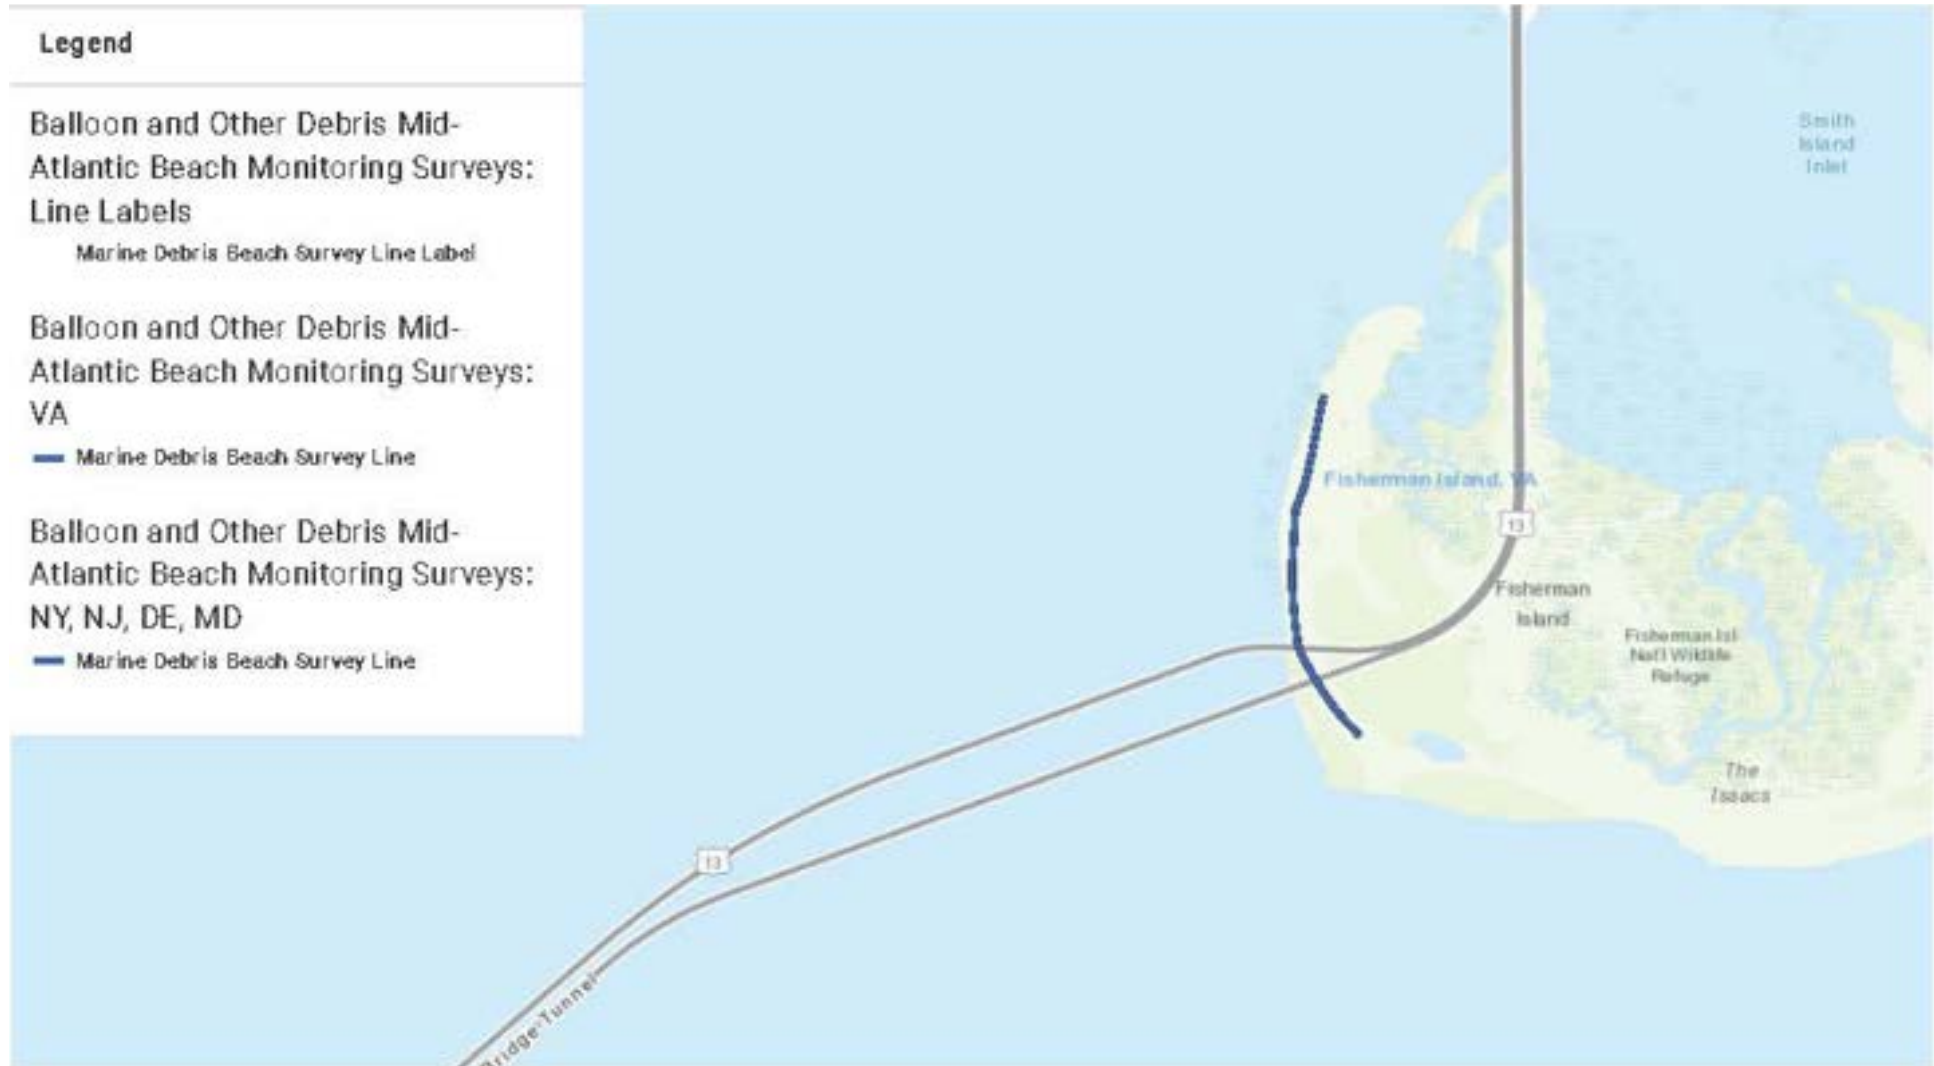 Legend
Balloon and Other Debris Mid-
Atlantic Beach Monitoring Surveys:
Line Labels
Marine Debris Beach Survey Line Label
Balloon and Other Debris Mid-
Atlantic Beach Monitoring Surveys:
VA
Marine Debris Beach Survey Line
Balloon and Other Debris Mid-
Atlantic Beach Monitoring Surveys:
NY, NJ, DE, MD
Marine Debris Beach Survey Line
Smith
Island
Inlet
Fisherman Island, VA
13
Fisherman
Island
Fisherman Isl
Nat'l Wildlife
Refuge
The
Isaacs
13
Bridge-Tunnel